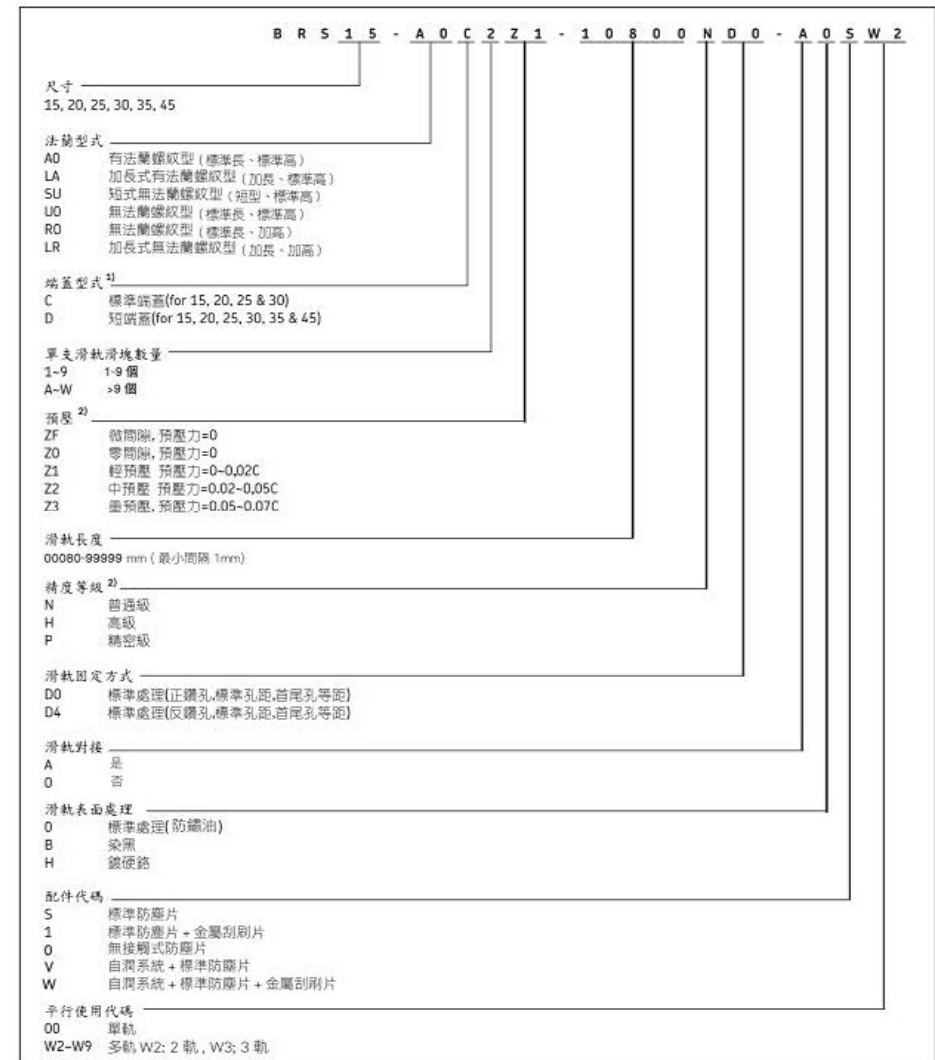 BRS15-A0C2Z1-10800ND0-A0SW2
尺寸
15, 20, 25, 30, 35, 45
法蘭型式
A0 有法蘭螺紋型 (標準長、標準高)
LA 加長式有法蘭螺紋型 (加長、標準高)
SU 短式無法蘭螺紋型 (短型、標準高)
U0 無法蘭螺紋型 (標準長、標準高)
R0 無法蘭螺紋型 (標準長、加高)
LR 加長式無法蘭螺紋型 (加長、加高)
端蓋型式 1)
C 標準端蓋(for 15, 20, 25 & 30)
D 短端蓋(for 15, 20, 25, 30, 35 & 45)
單支滑軌滑塊數量
1~9 1-9 個
A~W >9 個
預壓 2)
ZF 微間隙, 預壓力=0
Z0 零間隙, 預壓力=0
Z1 輕預壓 預壓力=0~0,02C
Z2 中預壓 預壓力=0.02~0,05C
Z3 重預壓, 預壓力=0.05~0.07C
滑軌長度
00080-99999 mm ( 最小間隔 1mm)
精度等級 2)
N 普通級
H 高級
P 精密級
滑軌固定方式
D0 標準處理(正鑽孔,標準孔距,首尾孔等距)
D4 標準處理(反鑽孔,標準孔距,首尾孔等距)
滑軌對接
A 是
0 否
滑軌表面處理
0 標準處理( 防鏽油)
B 染黑
H 鍍硬鉻
配件代碼
S 標準防塵片
1 標準防塵片 + 金屬刮刷片
0 無接觸式防塵片
V 自潤系統 + 標準防塵片
W 自潤系統 + 標準防塵片 + 金屬刮刷片
平行使用代碼
00 單軌
W2~W9 多軌 W2: 2 軌 , W3; 3 軌